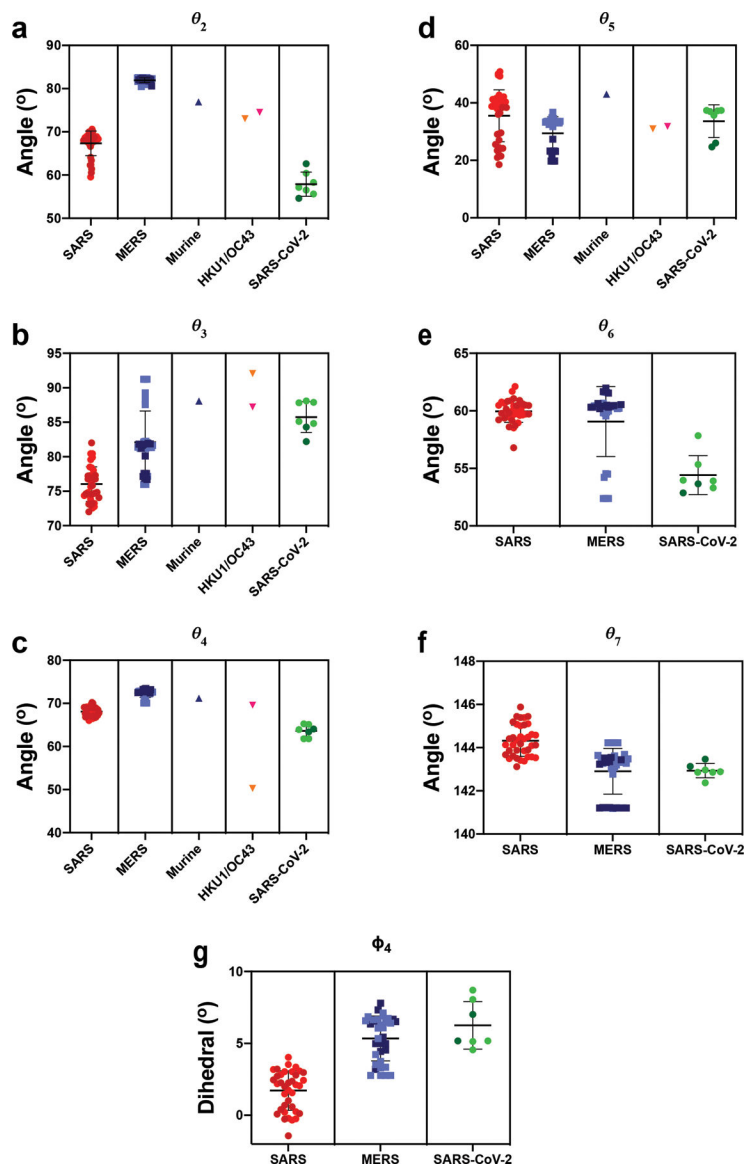 a
θ2
Angle (º)
90
80
70
60
50
SARS
MERS
Murine
HKU1/OC43
SARS-CoV-2
d
θ5
Angle (º)
60
40
20
0
SARS
MERS
Murine
HKU1/OC43
SARS-CoV-2
b
θ3
Angle (º)
95
90
85
80
75
70
SARS
MERS
Murine
HKU1/OC43
SARS-CoV-2
e
θ6
Angle (º)
65
60
55
50
SARS
MERS
SARS-CoV-2
c
θ4
Angle (º)
80
70
60
50
40
SARS
MERS
Murine
HKU1/OC43
SARS-CoV-2
f
θ7
Angle (º)
148
146
144
142
140
SARS
MERS
SARS-CoV-2
g
ϕ4
Dihedral (º)
10
5
0
SARS
MERS
SARS-CoV-2